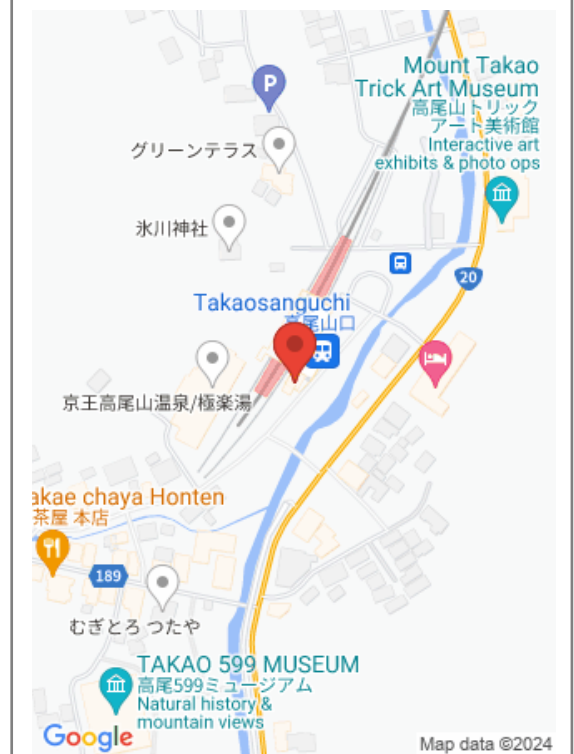 Mount Takao
Trick Art Museum
高尾山トリック
アート美術館
Interactive art
exhibits & photo ops
P
グリーンテラス
氷川神社
20
Takaosanguchi
高尾山口
京王高尾山温泉/極楽湯
akae chaya Honten
茶屋 本店
189
むぎとろ つたや
TAKAO 599 MUSEUM
高尾599ミュージアム
Natural history &
mountain views
Google
Map data ©2024